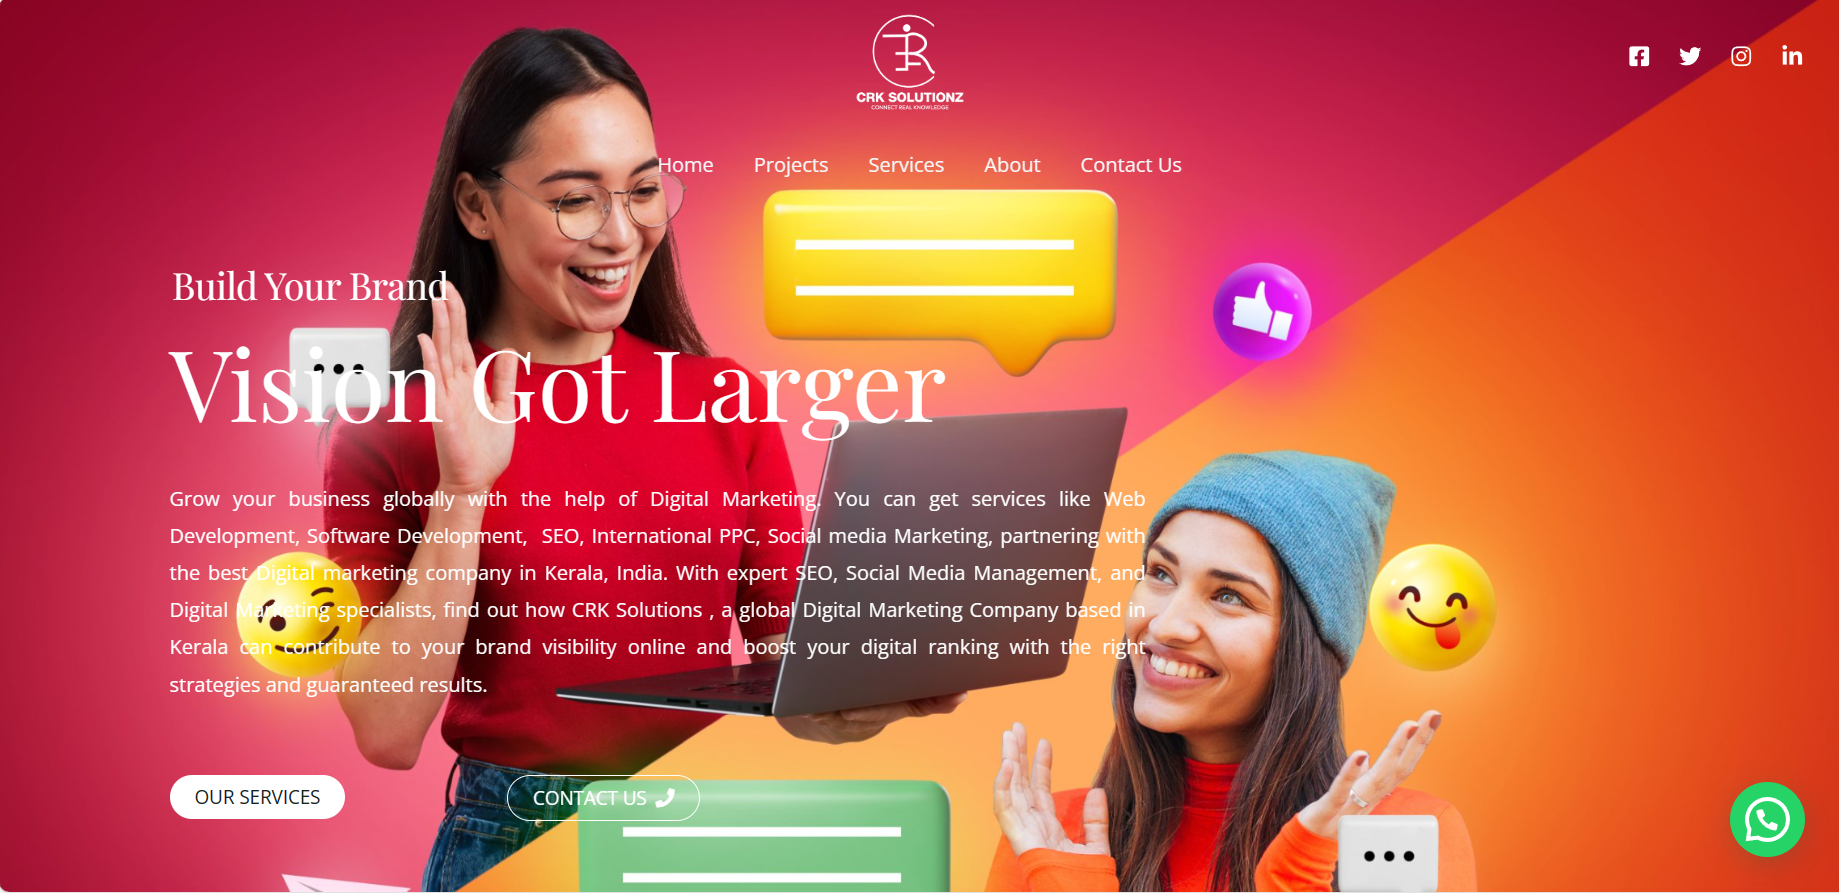 CRK SOLUTIONZ
CONNECT REAL KNOWLEDGE
Home Projects Services About Contact Us
Build Your Brand
Vision Got Larger
Grow your business globally with the help of Digital Marketing. You can get services like Web
Development, Software Development, SEO, International PPC, Social media Marketing, partnering with
the best Digital marketing company in Kerala, India. With expert SEO, Social Media Management, and
Digital Marketing specialists, find out how CRK Solutions , a global Digital Marketing Company based in
Kerala can contribute to your brand visibility online and boost your digital ranking with the right
strategies and guaranteed results.
OUR SERVICES
CONTACT US